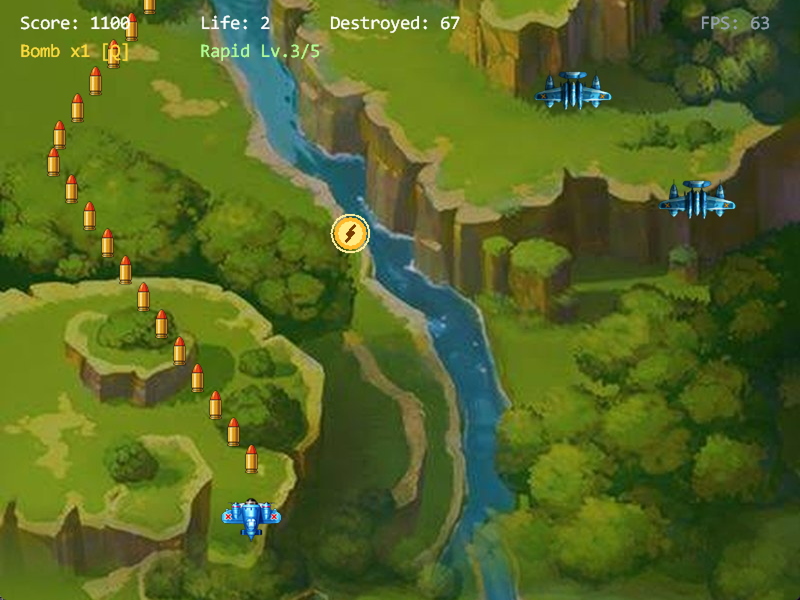 Score: 1100 Life: 2 Destroyed: 67 FPS: 63
Bomb x1 [Q] Rapid Lv.3/5